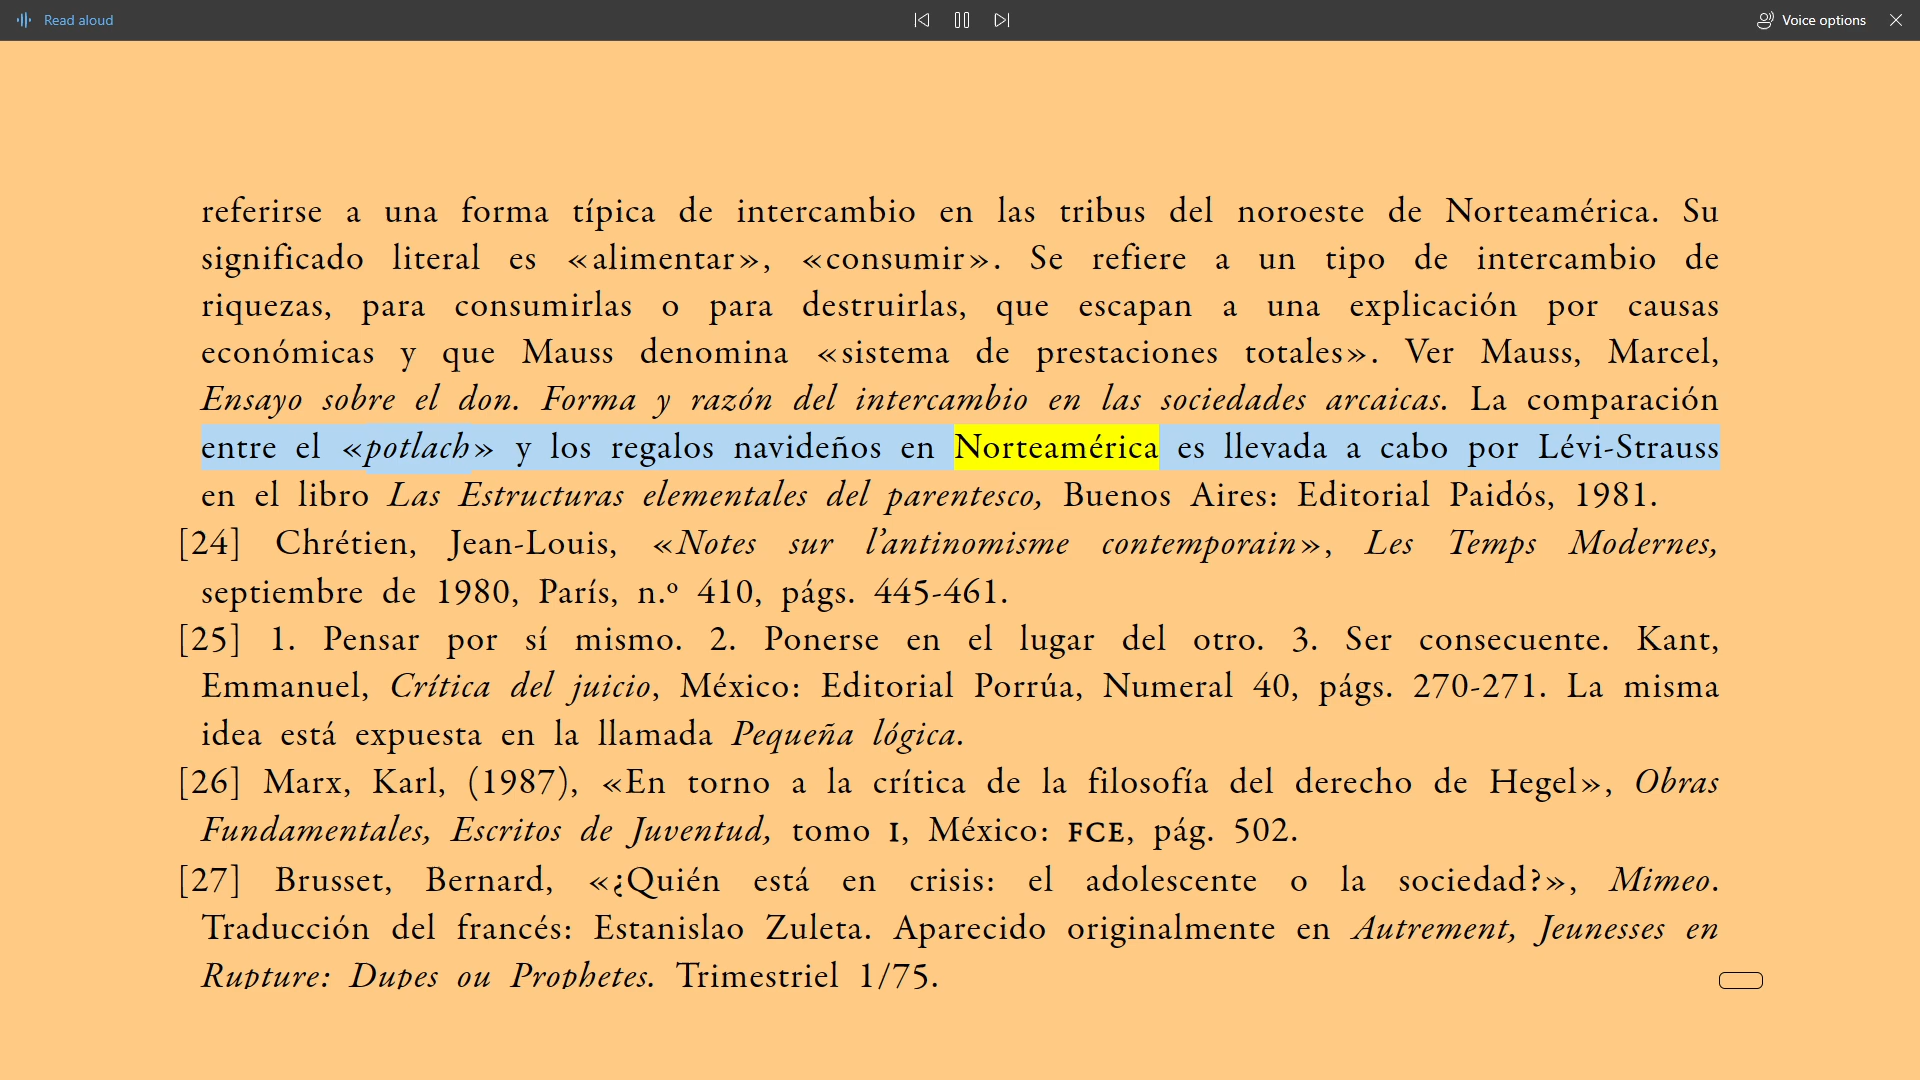 Read aloud
Voice options
referirse a una forma típica de intercambio en las tribus del noroeste de Norteamérica. Su
significado literal es «alimentar», «consumir». Se refiere a un tipo de intercambio de
riquezas, para consumirlas o para destruirlas, que escapan a una explicación por causas
económicas y que Mauss denomina «sistema de prestaciones totales». Ver Mauss, Marcel,
Ensayo sobre el don. Forma y razón del intercambio en las sociedades arcaicas. La comparación
entre el «potlach» y los regalos navideños en Norteamérica es llevada a cabo por Lévi-Strauss
en el libro Las Estructuras elementales del parentesco, Buenos Aires: Editorial Paidós, 1981.
[24] Chrétien, Jean-Louis, «Notes sur l’antinomisme contemporain», Les Temps Modernes,
septiembre de 1980, París, n.º 410, págs. 445-461.
[25] 1. Pensar por sí mismo. 2. Ponerse en el lugar del otro. 3. Ser consecuente. Kant,
Emmanuel, Crítica del juicio, México: Editorial Porrúa, Numeral 40, págs. 270-271. La misma
idea está expuesta en la llamada Pequeña lógica.
[26] Marx, Karl, (1987), «En torno a la crítica de la filosofía del derecho de Hegel», Obras
Fundamentales, Escritos de Juventud, tomo I, México: FCE, pág. 502.
[27] Brusset, Bernard, «¿Quién está en crisis: el adolescente o la sociedad?», Mimeo.
Traducción del francés: Estanislao Zuleta. Aparecido originalmente en Autrement, Jeunesses en
Rupture: Dupes ou Prophetes. Trimestriel 1/75.